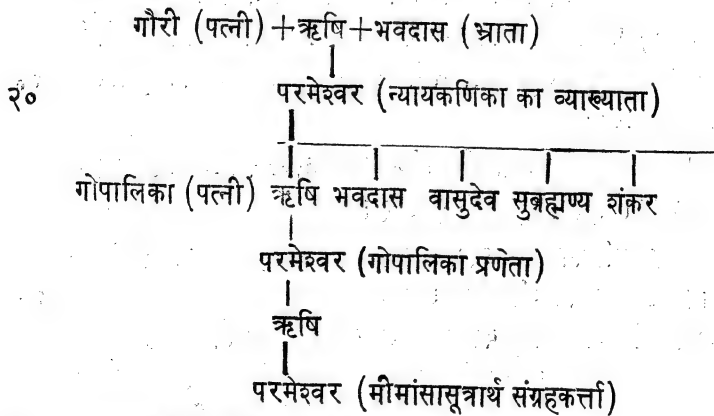 गौरी (पत्नी)+ऋषि+भवदास (भ्राता)
२० परमेश्वर (न्यायकणिका का व्याख्याता)
गोपालिका (पत्नी) ऋषि भवदास वासुदेव सुब्रह्मण्य शंकर
परमेश्वर (गोपालिका प्रणेता)
ऋषि
परमेश्वर (मीमांसासूत्रार्थ संग्रहकर्त्ता)